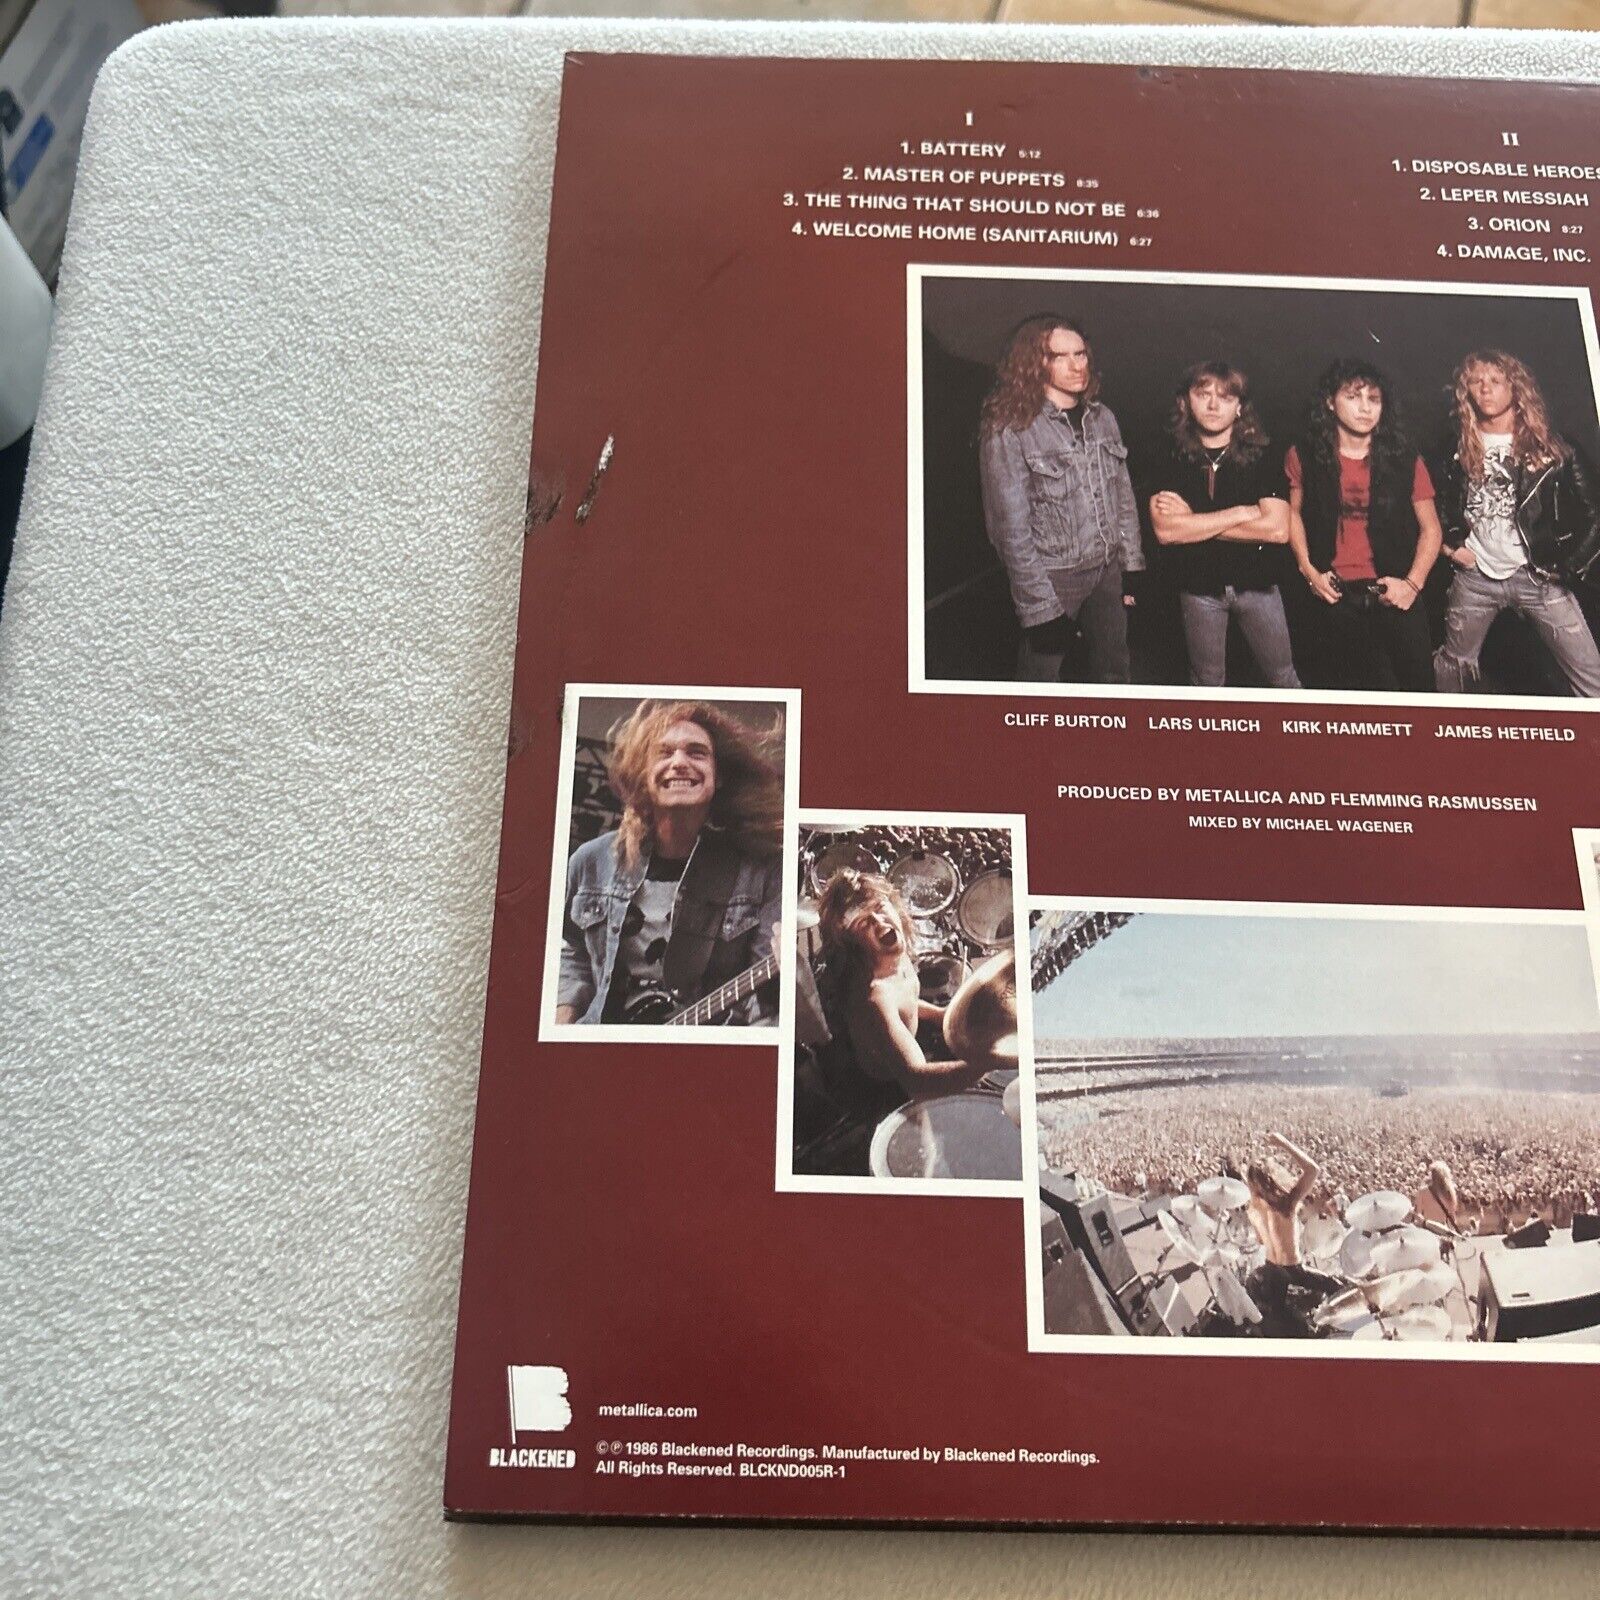 I
1. BATTERY 5:12
2. MASTER OF PUPPETS 8:35
3. THE THING THAT SHOULD NOT BE 6:36
4. WELCOME HOME (SANITARIUM) 6:27
II
1. DISPOSABLE HEROES
2. LEPER MESSIAH
3. ORION 8:27
4. DAMAGE, INC.
CLIFF BURTON LARS ULRICH KIRK HAMMETT JAMES HETFIELD
PRODUCED BY METALLICA AND FLEMMING RASMUSSEN
MIXED BY MICHAEL WAGENER
B
BLACKENED
metallica.com
©℗ 1986 Blackened Recordings. Manufactured by Blackened Recordings.
All Rights Reserved. BLCKND005R-1